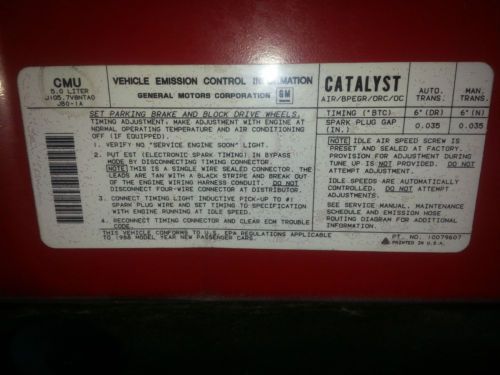 CMU
5.0 LITER
J1G5.7V8NTA0
J8G-1A
VEHICLE EMISSION CONTROL INFORMATION
GENERAL MOTORS CORPORATION GM
SET PARKING BRAKE AND BLOCK DRIVE WHEELS.
TIMING ADJUSTMENT. MAKE ADJUSTMENT WITH ENGINE AT
NORMAL OPERATING TEMPERATURE AND AIR CONDITIONING
OFF (IF EQUIPPED).
1. VERIFY NO "SERVICE ENGINE SOON" LIGHT.
2. PUT EST (ELECTRONIC SPARK TIMING) IN BYPASS
MODE BY DISCONNECTING TIMING CONNECTOR.
NOTE THIS IS A SINGLE WIRE SEALED CONNECTOR. THE
LEADS ARE TAN WITH A BLACK STRIPE AND BREAK OUT
OF THE ENGINE WIRING HARNESS CONDUIT. DO NOT
DISCONNECT FOUR-WIRE CONNECTOR AT DISTRIBUTOR.
3. CONNECT TIMING LIGHT INDUCTIVE PICK-UP TO #1
SPARK PLUG WIRE AND SET TIMING TO SPECIFICATION
WITH ENGINE RUNNING AT IDLE SPEED.
4. RECONNECT TIMING CONNECTOR AND CLEAR ECM TROUBLE
CODE.
THIS VEHICLE CONFORMS TO U.S. EPA REGULATIONS APPLICABLE
TO 1988 MODEL YEAR NEW PASSENGER CARS.
CATALYST
AIR/BPEGR/ORC/OC
AUTO. TRANS.
MAN. TRANS.
TIMING (°BTC) 6° (DR) 6° (N)
SPARK PLUG GAP (IN.) 0.035 0.035
NOTE IDLE AIR SPEED SCREW IS
PRESET AND SEALED AT FACTORY.
PROVISION FOR ADJUSTMENT DURING
TUNE UP IS NOT PROVIDED. DO NOT
ATTEMPT ADJUSTMENT.
IDLE SPEEDS ARE AUTOMATICALLY
CONTROLLED. DO NOT ATTEMPT
ADJUSTMENTS.
SEE SERVICE MANUAL, MAINTENANCE
SCHEDULE AND EMISSION HOSE
ROUTING DIAGRAM FOR ADDITIONAL
INFORMATION.
PT. NO. 10079607
PRINTED IN U.S.A.